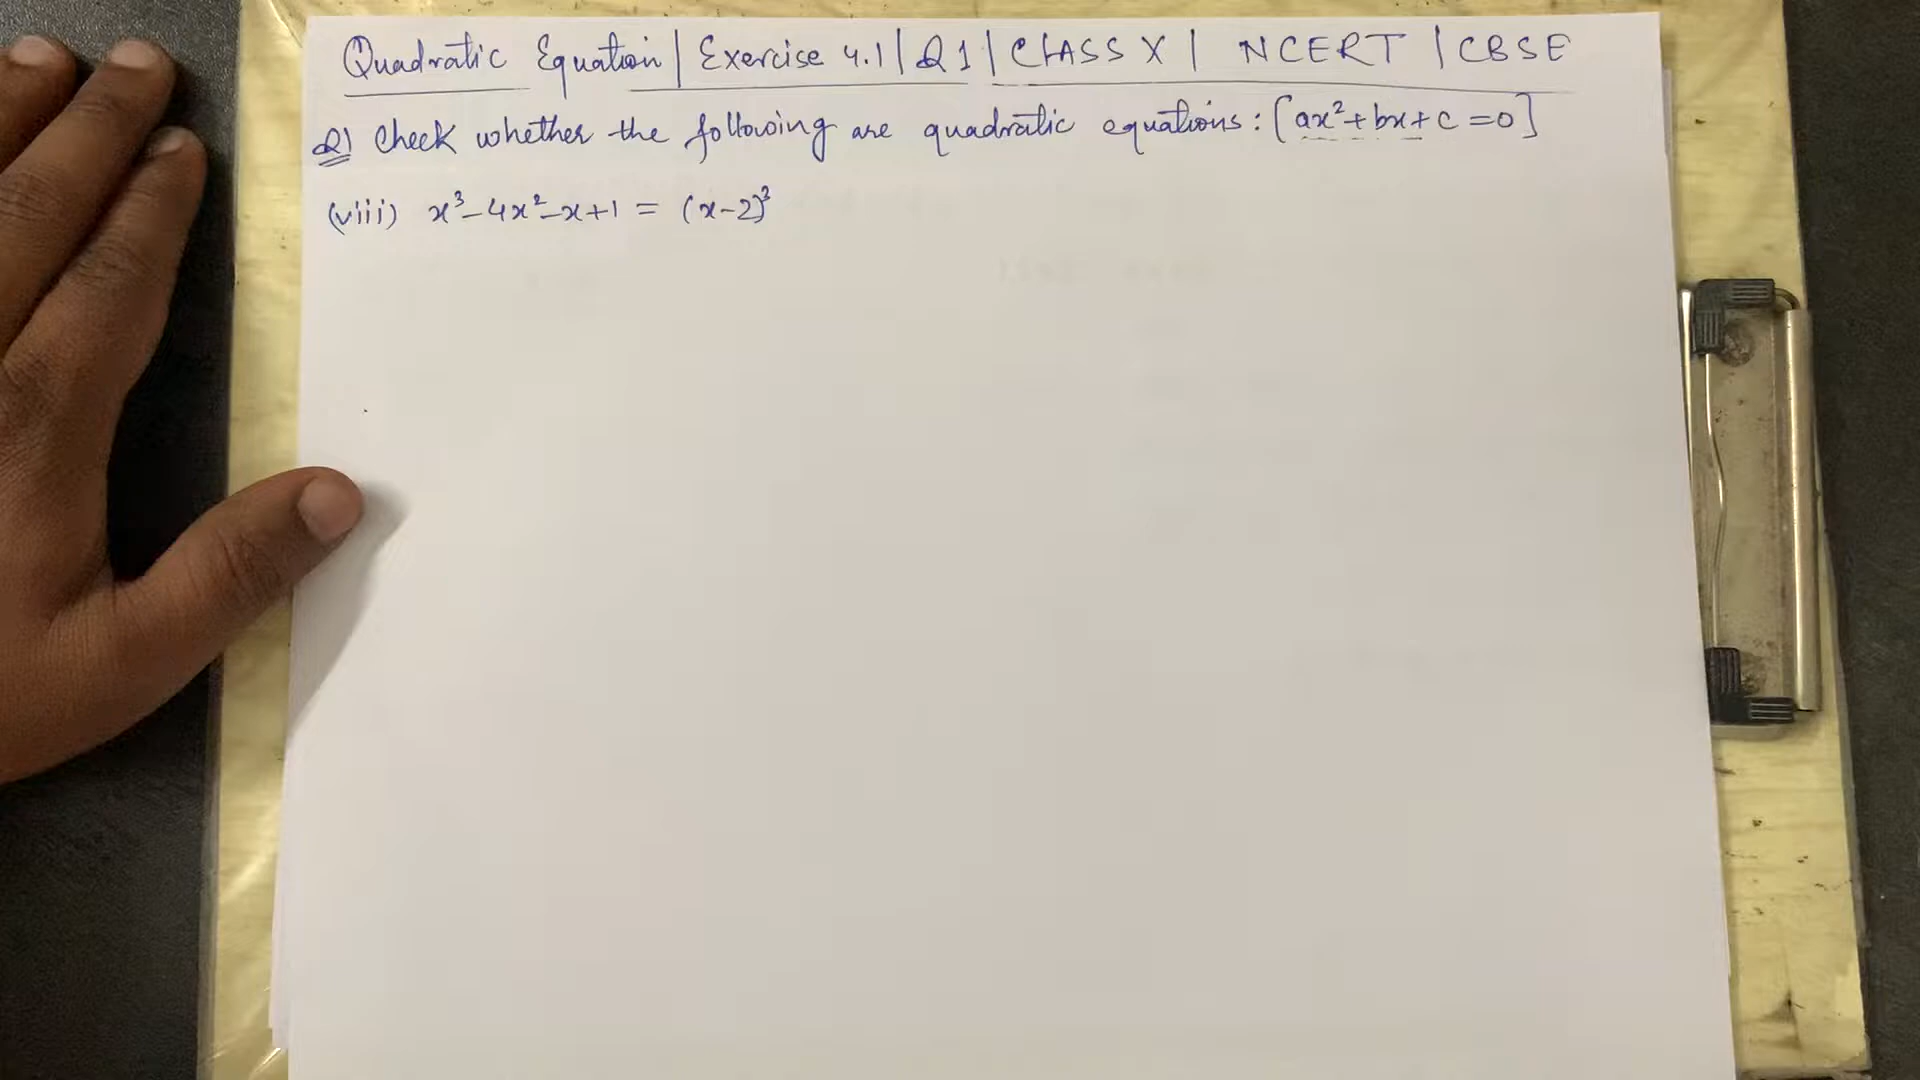 Quadratic Equation | Exercise 4.1 | Q1 | CLASS X | NCERT | CBSE
Q1 Check whether the following are quadratic equations: [ax²+bx+c=0]
(viii) x³-4x²-x+1 = (x-2)³